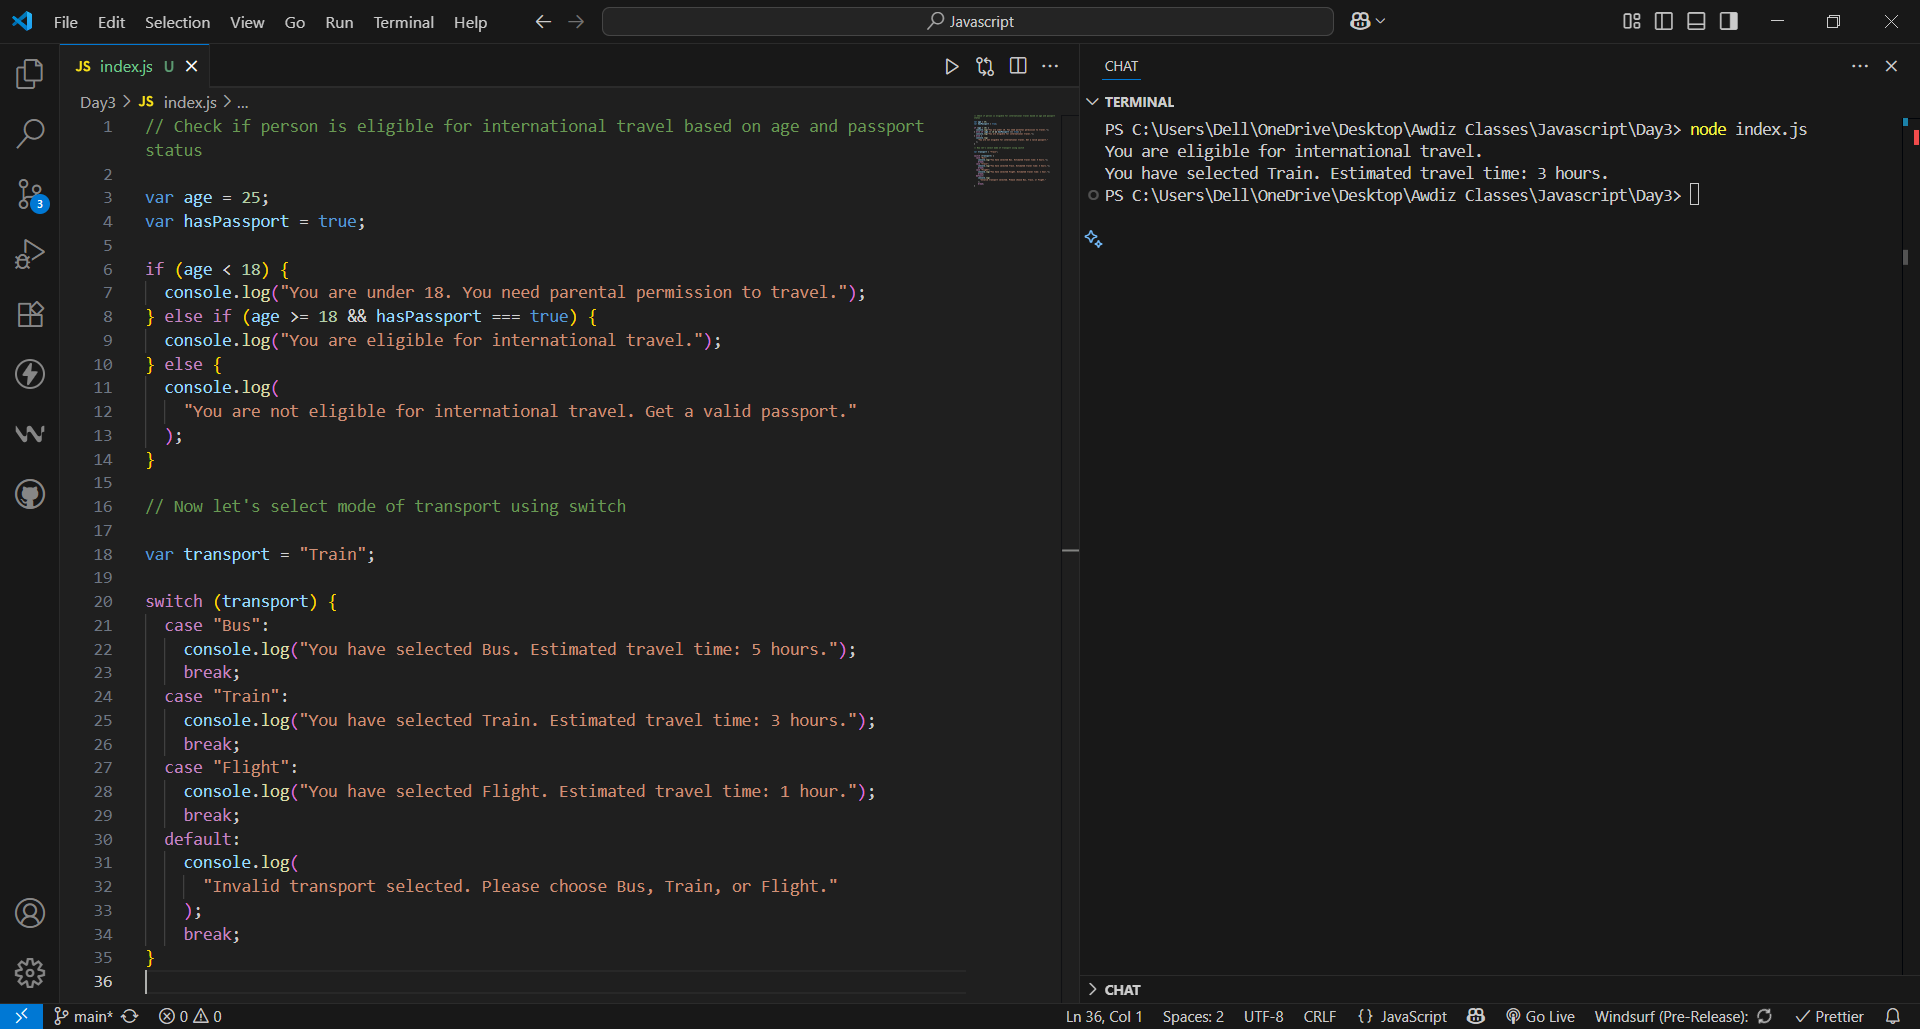 File Edit Selection View Go Run Terminal Help
Javascript
JS index.js U
Day3 > JS index.js > ...
1 // Check if person is eligible for international travel based on age and passport
status
2
3 var age = 25;
4 var hasPassport = true;
5
6 if (age < 18) {
7 console.log("You are under 18. You need parental permission to travel.");
8 } else if (age >= 18 && hasPassport === true) {
9 console.log("You are eligible for international travel.");
10 } else {
11 console.log(
12 "You are not eligible for international travel. Get a valid passport."
13 );
14 }
15
16 // Now let's select mode of transport using switch
17
18 var transport = "Train";
19
20 switch (transport) {
21 case "Bus":
22 console.log("You have selected Bus. Estimated travel time: 5 hours.");
23 break;
24 case "Train":
25 console.log("You have selected Train. Estimated travel time: 3 hours.");
26 break;
27 case "Flight":
28 console.log("You have selected Flight. Estimated travel time: 1 hour.");
29 break;
30 default:
31 console.log(
32 "Invalid transport selected. Please choose Bus, Train, or Flight."
33 );
34 break;
35 }
36
3
CHAT
TERMINAL
PS C:\Users\Dell\OneDrive\Desktop\Awdiz Classes\Javascript\Day3> node index.js
You are eligible for international travel.
You have selected Train. Estimated travel time: 3 hours.
PS C:\Users\Dell\OneDrive\Desktop\Awdiz Classes\Javascript\Day3>
CHAT
main* 0 0 Ln 36, Col 1 Spaces: 2 UTF-8 CRLF {} JavaScript Go Live Windsurf (Pre-Release): Prettier